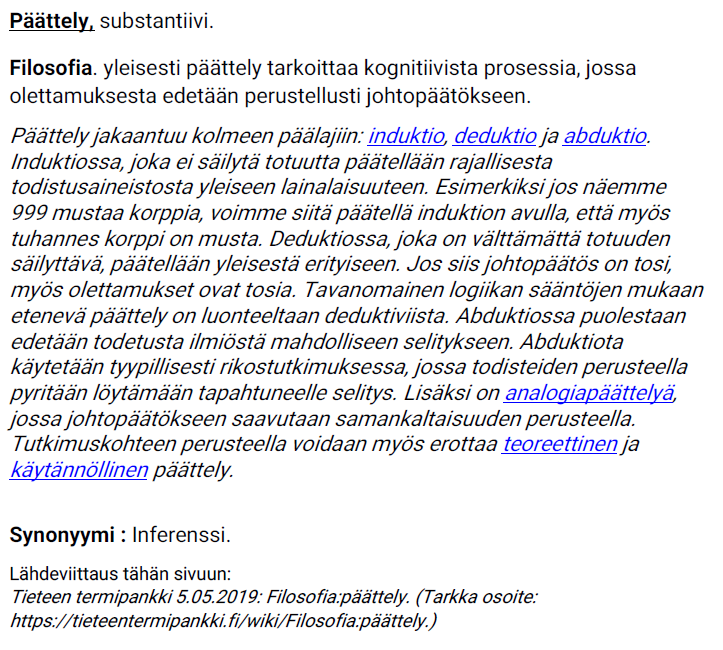 Päättely, substantiivi.
Filosofia. yleisesti päättely tarkoittaa kognitiivista prosessia, jossa
olettamuksesta edetään perustellusti johtopäätökseen.
Päättely jakaantuu kolmeen päälajiin: induktio, deduktio ja abduktio.
Induktiossa, joka ei säilytä totuutta päätellään rajallisesta
todistusaineistosta yleiseen lainalaisuuteen. Esimerkiksi jos näemme
999 mustaa korppia, voimme siitä päätellä induktion avulla, että myös
tuhannes korppi on musta. Deduktiossa, joka on välttämättä totuuden
säilyttävä, päätellään yleisestä erityiseen. Jos siis johtopäätös on tosi,
myös olettamukset ovat tosia. Tavanomainen logiikan sääntöjen mukaan
etenevä päättely on luonteeltaan deduktiviista. Abduktiossa puolestaan
edetään todetusta ilmiöstä mahdolliseen selitykseen. Abduktiota
käytetään tyypillisesti rikostutkimuksessa, jossa todisteiden perusteella
pyritään löytämään tapahtuneelle selitys. Lisäksi on analogiapäättelyä,
jossa johtopäätökseen saavutaan samankaltaisuuden perusteella.
Tutkimuskohteen perusteella voidaan myös erottaa teoreettinen ja
käytännöllinen päättely.
Synonyymi : Inferenssi.
Lähdeviittaus tähän sivuun:
Tieteen termipankki 5.05.2019: Filosofia:päättely. (Tarkka osoite:
https://tieteentermipankki.fi/wiki/Filosofia:päättely.)